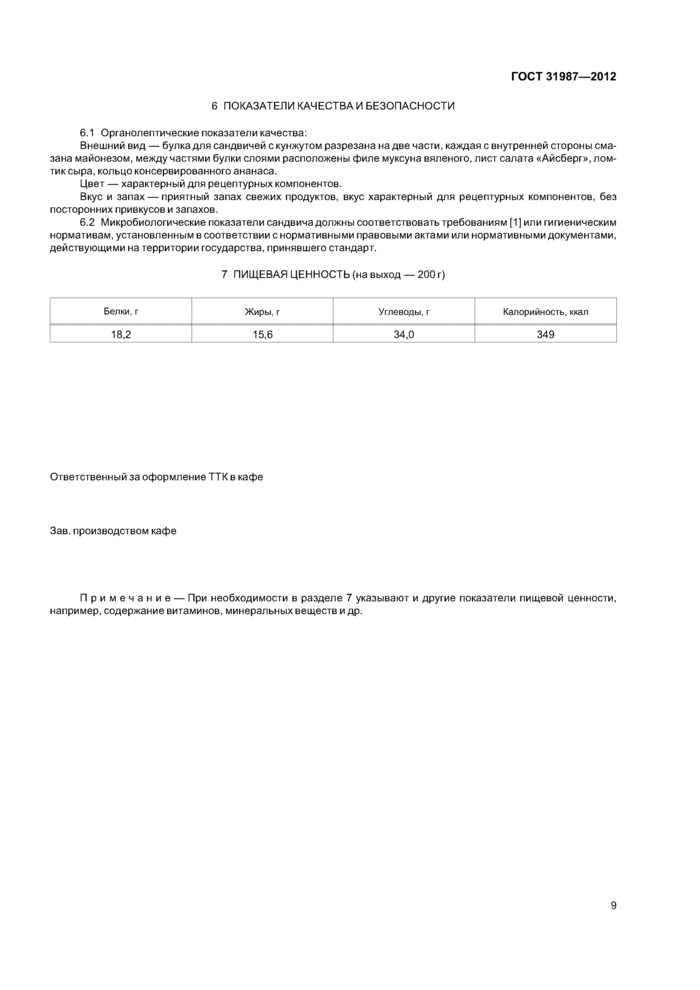 ГОСТ 31987—2012
6 ПОКАЗАТЕЛИ КАЧЕСТВА И БЕЗОПАСНОСТИ
6.1 Органолептические показатели качества:
Внешний вид — булка для сандвичей с кунжутом разрезана на две части, каждая с внутренней стороны сма-
зана майонезом, между частями булки слоями расположены филе муксуна вяленого, лист салата «Айсберг», лом-
тик сыра, кольцо консервированного ананаса.
Цвет — характерный для рецептурных компонентов.
Вкус и запах — приятный запах свежих продуктов, вкус характерный для рецептурных компонентов, без
посторонних привкусов и запахов.
6.2 Микробиологические показатели сандвича должны соответствовать требованиям [1] или гигиеническим
нормативам, установленным в соответствии с нормативными правовыми актами или нормативными документами,
действующими на территории государства, принявшего стандарт.
7 ПИЩЕВАЯ ЦЕННОСТЬ (на выход — 200 г)
Белки, г Жиры, г Углеводы, г Калорийность, ккал
18,2 15,6 34,0 349
Ответственный за оформление ТТК в кафе
Зав. производством кафе
П р и м е ч а н и е — При необходимости в разделе 7 указывают и другие показатели пищевой ценности,
например, содержание витаминов, минеральных веществ и др.
9